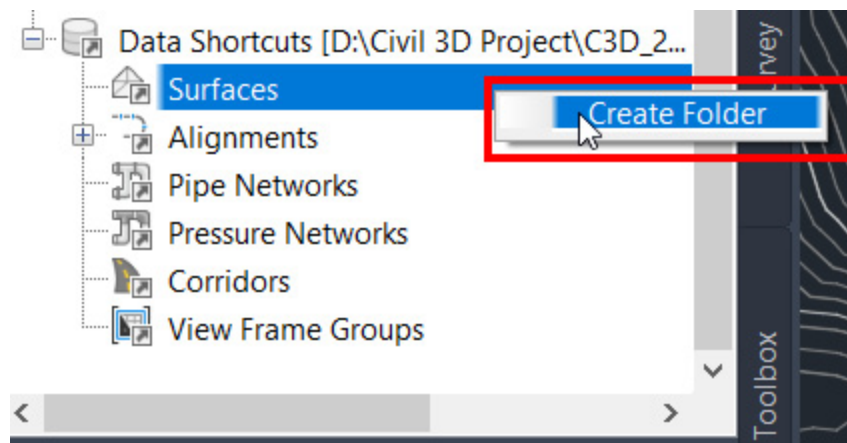 Data Shortcuts [D:\Civil 3D Project\C3D_2...
Surfaces
Create Folder
Alignments
Pipe Networks
Pressure Networks
Corridors
View Frame Groups
Toolbox